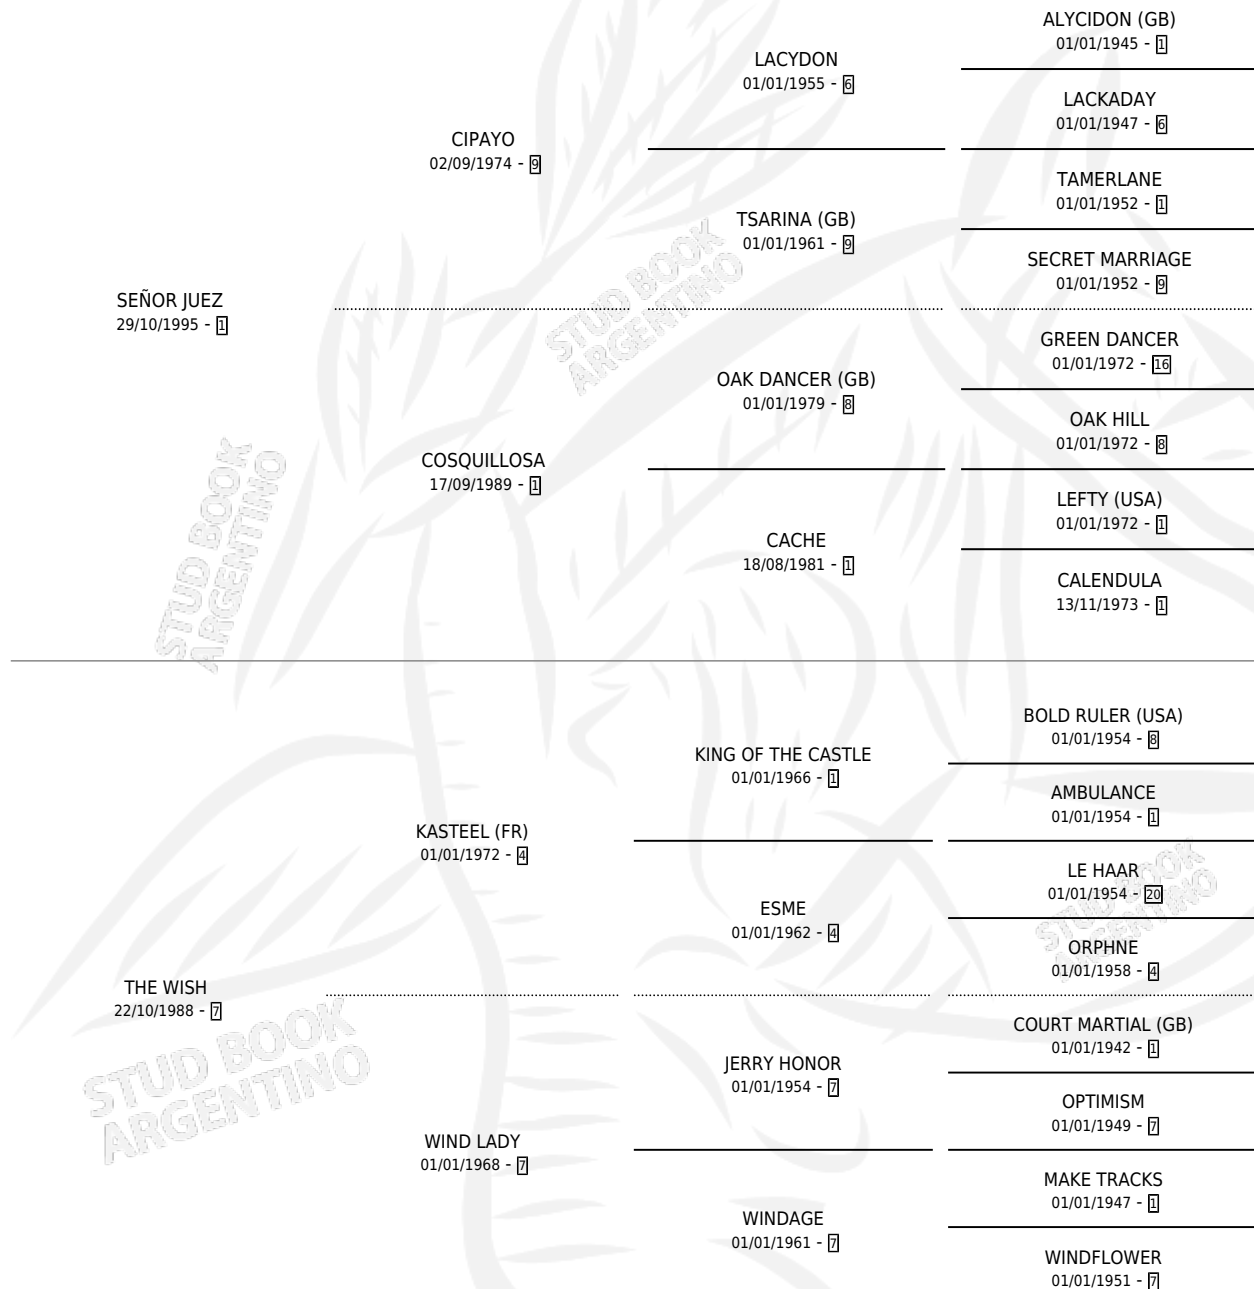 ALYCIDON (GB)
01/01/1945 - 1
LACYDON
01/01/1955 - 6
LACKADAY
01/01/1947 - 6
CIPAYO
02/09/1974 - 9
TAMERLANE
01/01/1952 - 1
TSARINA (GB)
01/01/1961 - 9
SECRET MARRIAGE
01/01/1952 - 9
SEÑOR JUEZ
29/10/1995 - 1
GREEN DANCER
01/01/1972 - 16
OAK DANCER (GB)
01/01/1979 - 8
OAK HILL
01/01/1972 - 8
COSQUILLOSA
17/09/1989 - 1
LEFTY (USA)
01/01/1972 - 1
CACHE
18/08/1981 - 1
CALENDULA
13/11/1973 - 1
BOLD RULER (USA)
01/01/1954 - 8
KING OF THE CASTLE
01/01/1966 - 1
AMBULANCE
01/01/1954 - 1
KASTEEL (FR)
01/01/1972 - 4
LE HAAR
01/01/1954 - 20
ESME
01/01/1962 - 4
ORPHNE
01/01/1958 - 4
THE WISH
22/10/1988 - 7
COURT MARTIAL (GB)
01/01/1942 - 1
JERRY HONOR
01/01/1954 - 7
OPTIMISM
01/01/1949 - 7
WIND LADY
01/01/1968 - 7
MAKE TRACKS
01/01/1947 - 1
WINDAGE
01/01/1961 - 7
WINDFLOWER
01/01/1951 - 7
STUD BOOK
ARGENTINO
STUD BOOK
ARGENTINO
STUD BOOK
ARGENTINO
STUD BOOK
ARGENTINO